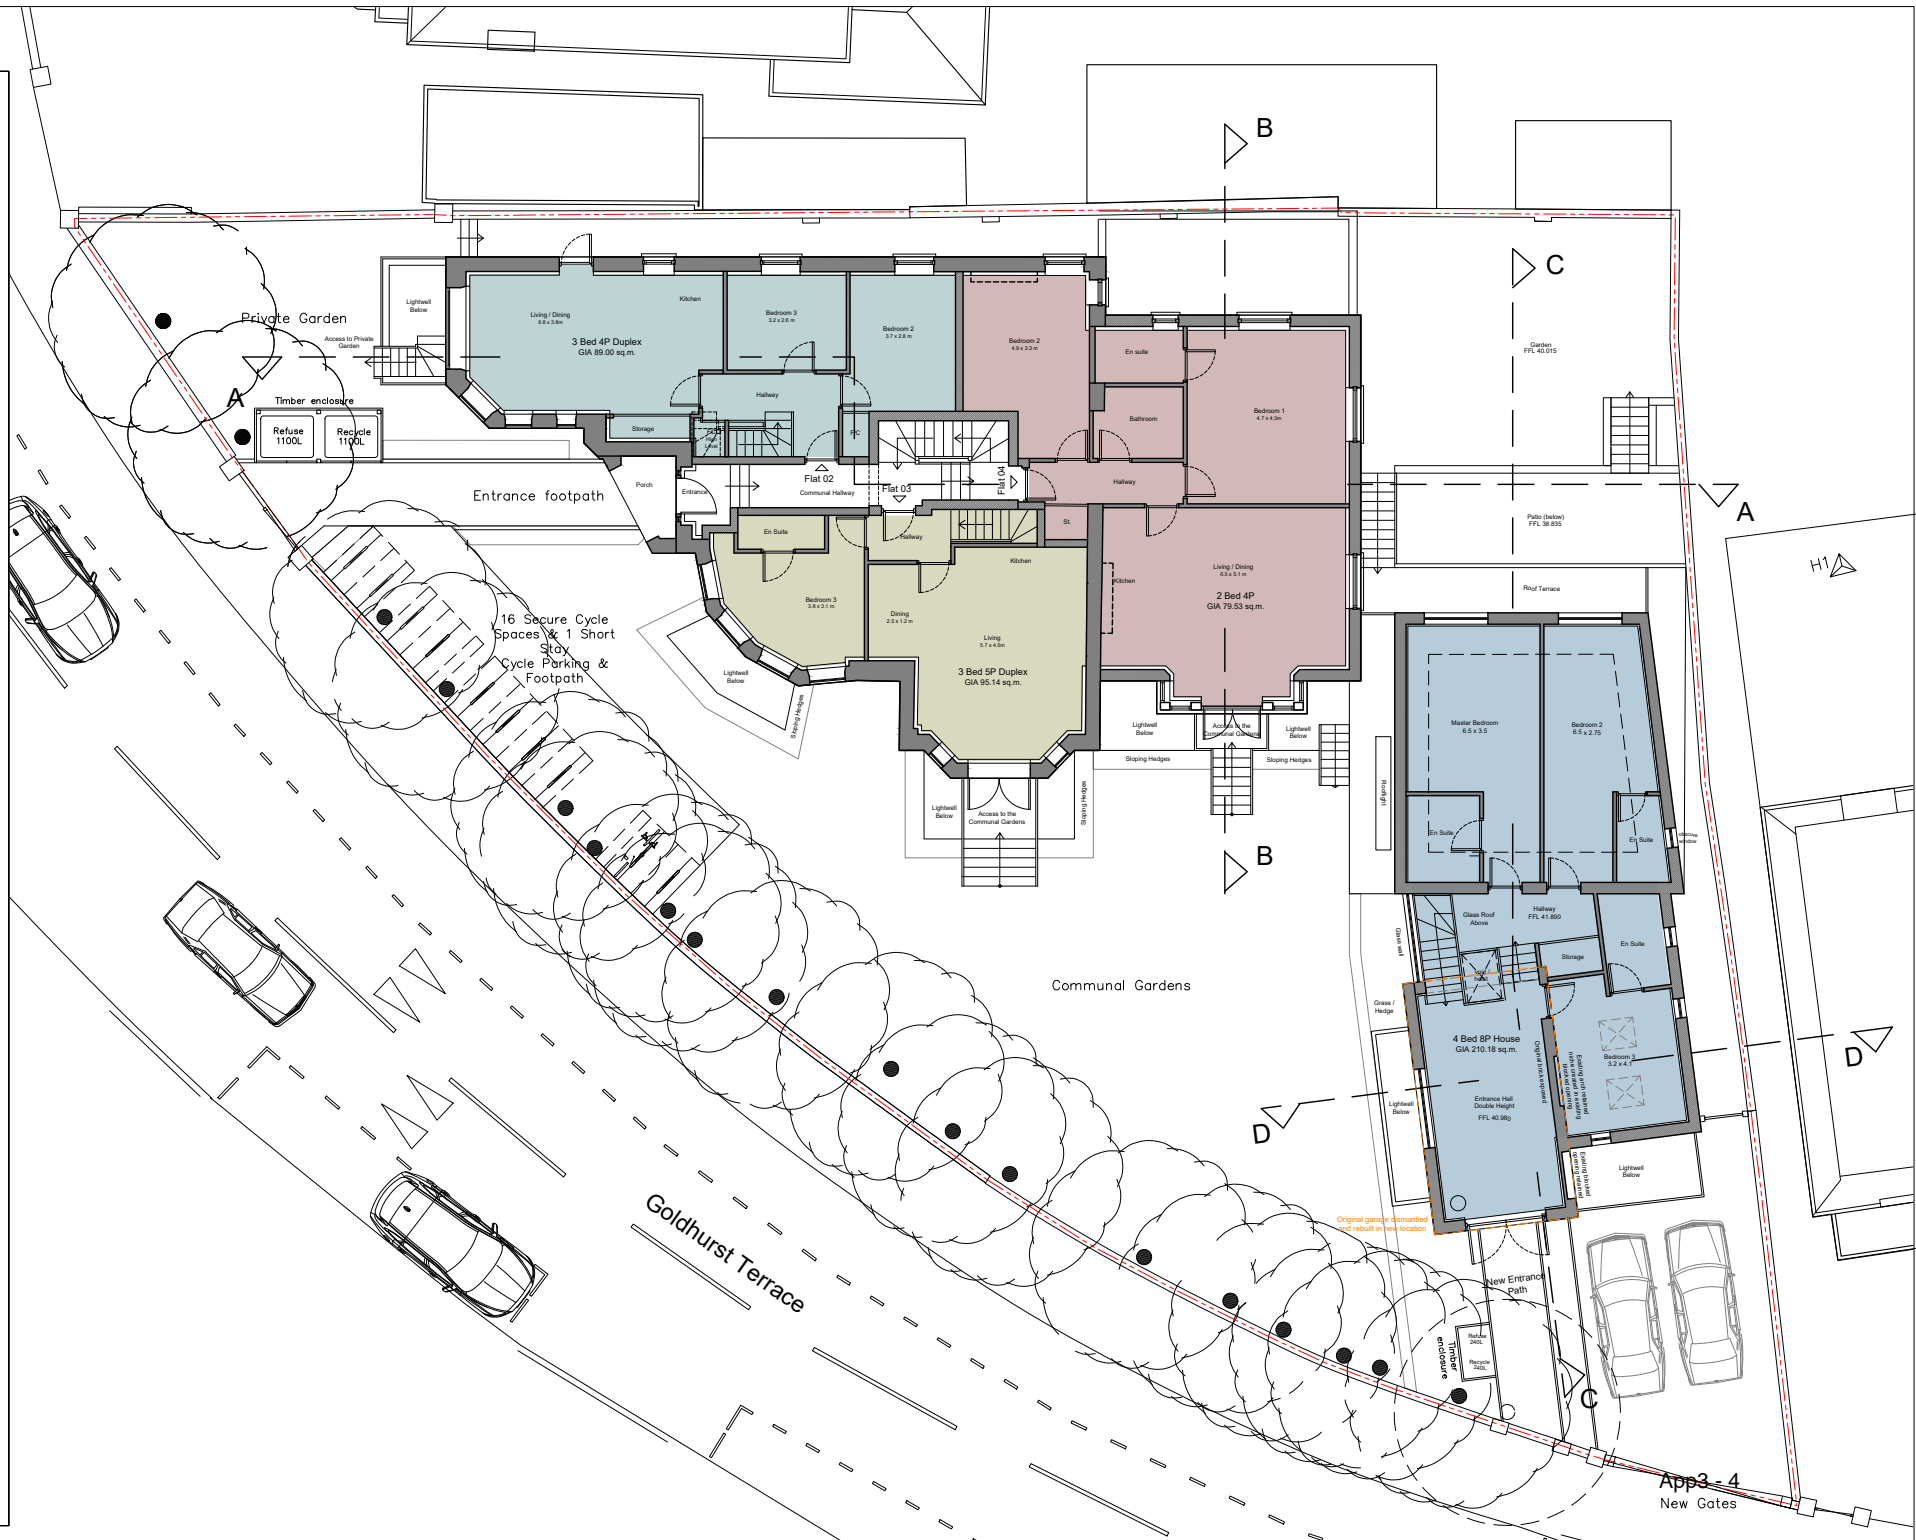 B
C
Lightwell
Below
Private Garden
Access to Private
Garden
A
Living / Dining
6.8 x 3.8m
Kitchen
3 Bed 4P Duplex
GIA 89.00 sq.m.
Bedroom 3
3.2 x 2.6 m
Bedroom 2
3.7 x 2.8 m
Hallway
Storage
High
Level
Bedroom 2
4.9 x 3.3 m
En suite
Bathroom
Bedroom 1
4.7 x 4.3m
Garden
FFL 40.015
Timber enclosure
Refuse
1100L
Recycle
1100L
Entrance footpath
Porch
Entrance
Flat 02
Communal Hallway
Flat 03
Flat 04
Hallway
St.
A
Patio (below)
FFL 38.835
Roof Terrace
H1
En Suite
Hallway
Kitchen
Bedroom 3
3.8 x 3.1 m
Dining
2.5 x 1.2 m
Living
5.7 x 4.5m
3 Bed 5P Duplex
GIA 95.14 sq.m.
Kitchen
Living / Dining
6.5 x 5.1 m
2 Bed 4P
GIA 79.53 sq.m.
16 Secure Cycle
Spaces & 1 Short
Stay
Cycle Parking &
Footpath
Lightwell
Below
Sloping Hedges
Lightwell
Below
Access to the
Communal Gardens
Lightwell
Below
Sloping Hedges
Sloping Hedges
Lightwell
Below
Access to the
Communal Gardens
Sloping Hedges
B
Rooflight
Master Bedroom
6.5 x 3.5
Bedroom 2
6.5 x 2.75
En Suite
En Suite
obscure
window
Glass Roof
Above
Hallway
FFL 41.890
Glass wall
En Suite
Storage
Communal Gardens
Grass /
Hedge
4 Bed 8P House
GIA 210.18 sq.m.
Original brick exposed
Bedroom 3
3.2 x 4.1
Entrance Hall
Double Height
FFL 40.980
Lightwell
Below
D
D
Lightwell
Below
Original garage dismantled
and rebuilt in new location
Goldhurst Terrace
New Entrance
Path
Timber
enclosure
Refuse
240L
Recycle
240L
C
App3 - 4
New Gates